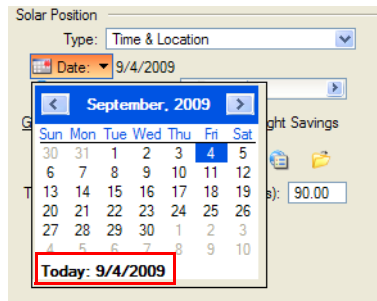 Solar Position
Type: Time & Location
Date: 9/4/2009
September, 2009
G ght Savings
Sun Mon Tue Wed Thu Fri Sat
30 31 1 2 3 4 5
6 7 8 9 10 11 12
T 13 14 15 16 17 18 19 s): 90.00
20 21 22 23 24 25 26
27 28 29 30 1 2 3
4 5 6 7 8 9 10
Today: 9/4/2009